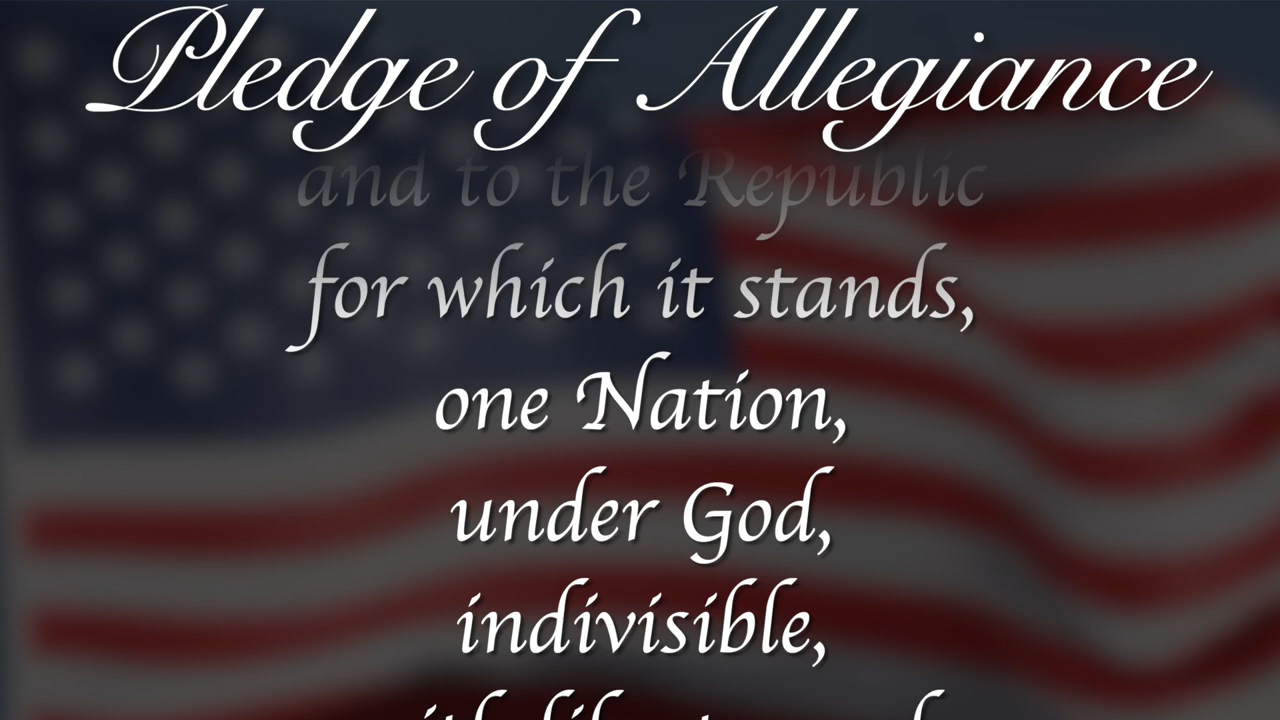 Pledge of Allegiance
and to the Republic
for which it stands,
one Nation,
under God,
indivisible,